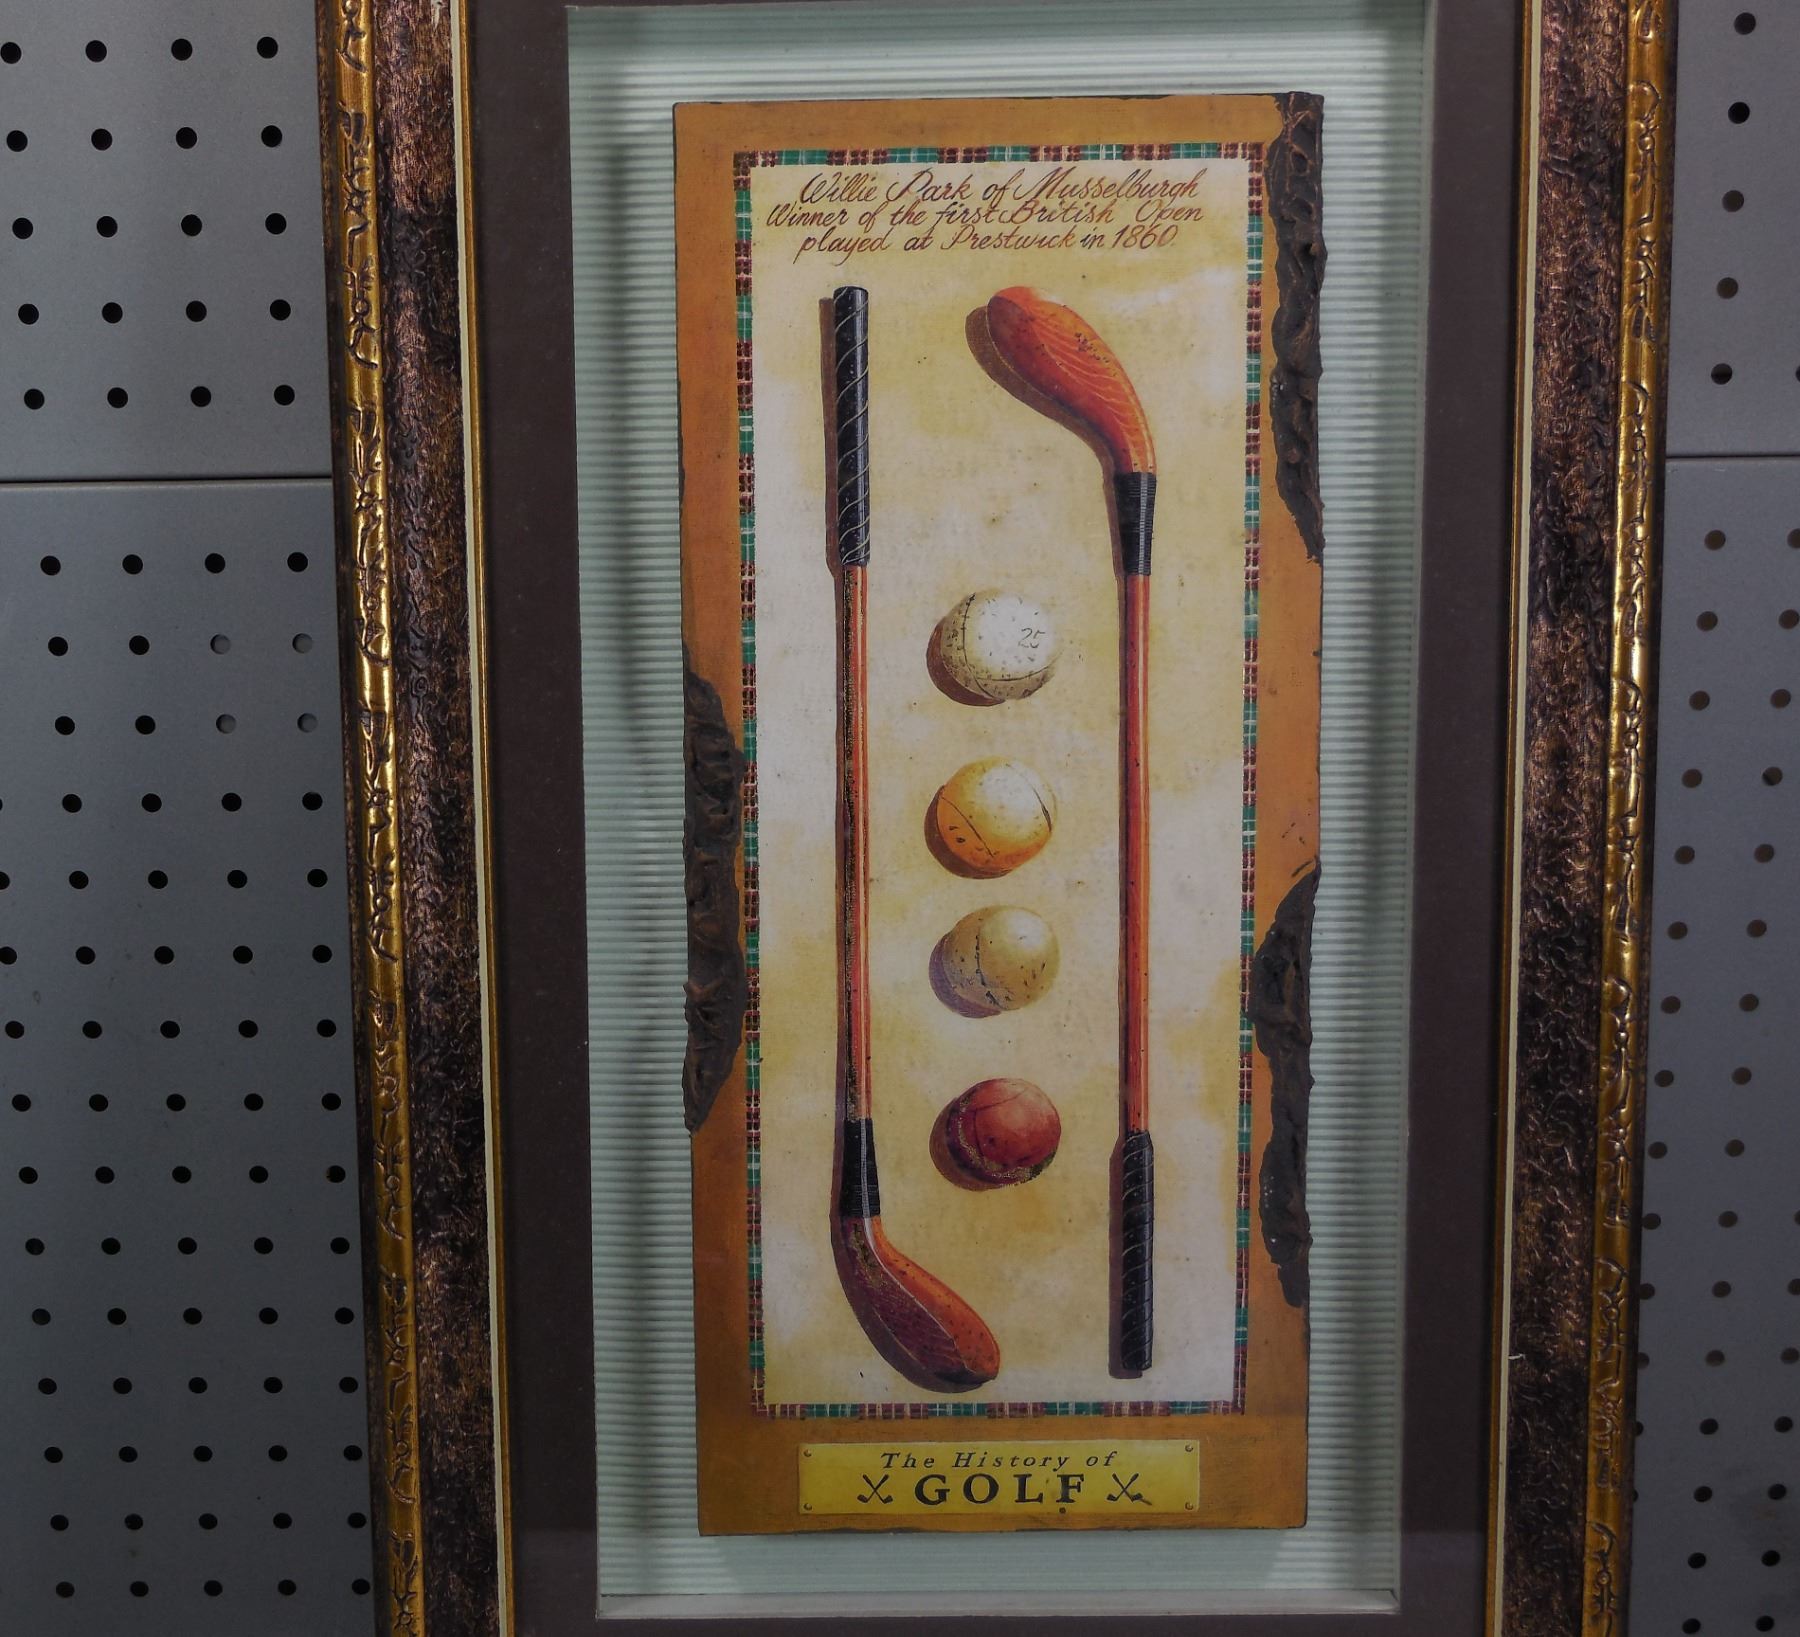 Willie Park of Musselburgh
Winner of the first British Open
played at Prestwick in 1860.
25
The History of
GOLF